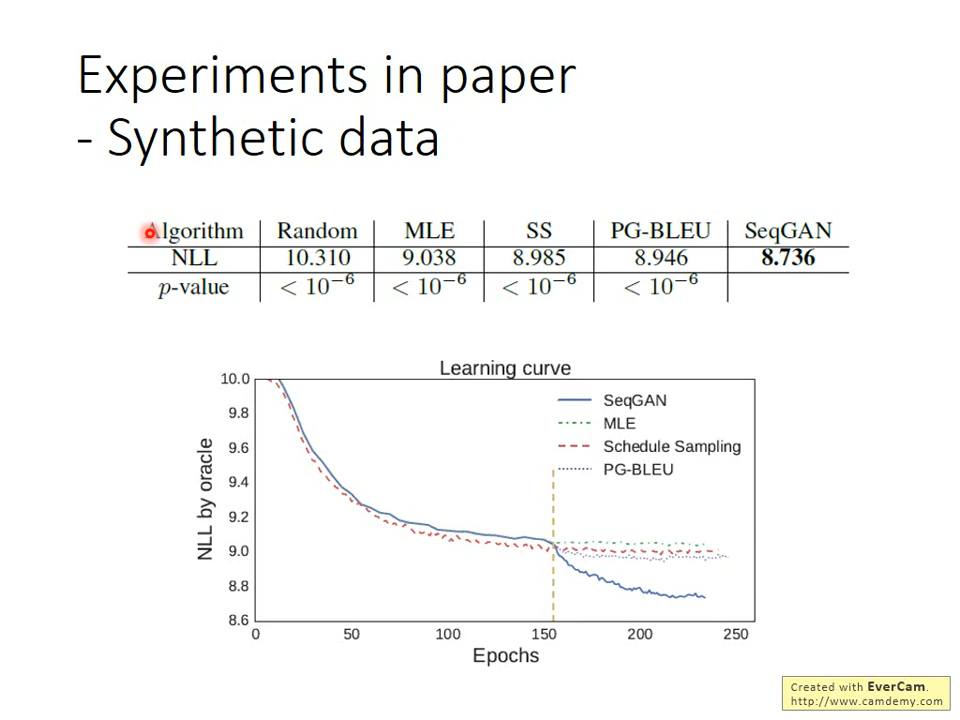 Experiments in paper
- Synthetic data
Algorithm Random MLE SS PG-BLEU SeqGAN
NLL 10.310 9.038 8.985 8.946 8.736
p-value < 10⁻⁶ < 10⁻⁶ < 10⁻⁶ < 10⁻⁶
Learning curve
SeqGAN
MLE
Schedule Sampling
PG-BLEU
NLL by oracle
10.0
9.8
9.6
9.4
9.2
9.0
8.8
8.6
0 50 100 150 200 250
Epochs
Created with EverCam.
http://www.camdemy.com